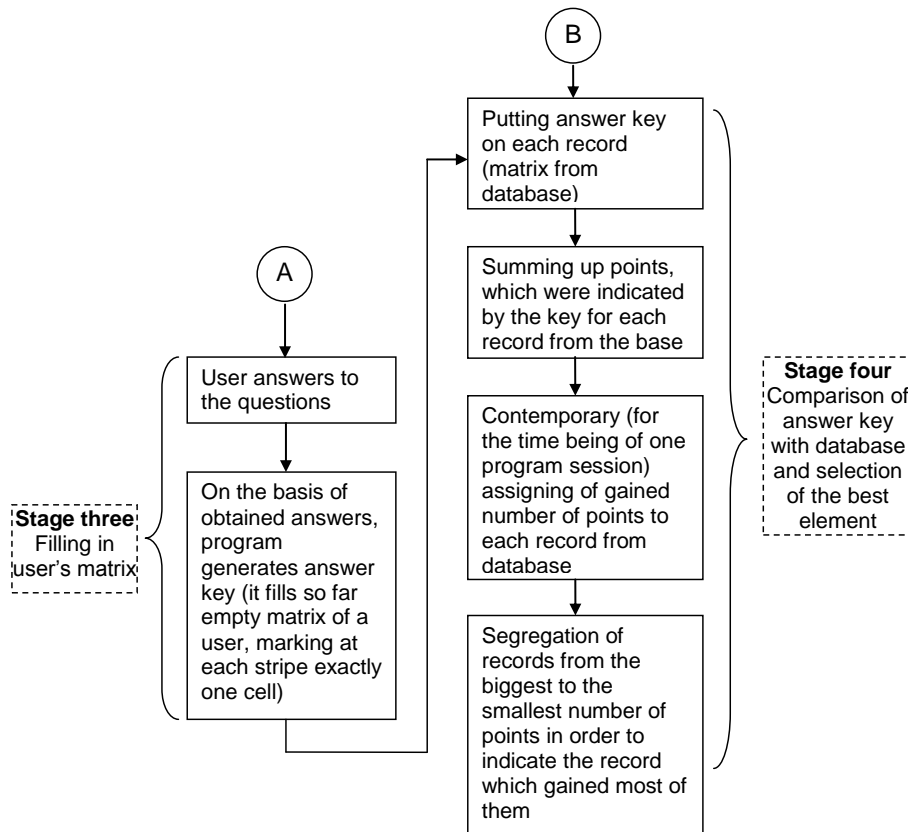 A
User answers to
the questions
On the basis of
obtained answers,
program
generates answer
key (it fills so far
empty matrix of a
user, marking at
each stripe exactly
one cell)
Stage three
Filling in
user's matrix
B
Putting answer key
on each record
(matrix from
database)
Summing up points,
which were indicated
by the key for each
record from the base
Contemporary (for
the time being of one
program session)
assigning of gained
number of points to
each record from
database
Segregation of
records from the
biggest to the
smallest number of
points in order to
indicate the record
which gained most of
them
Stage four
Comparison of
answer key
with database
and selection
of the best
element